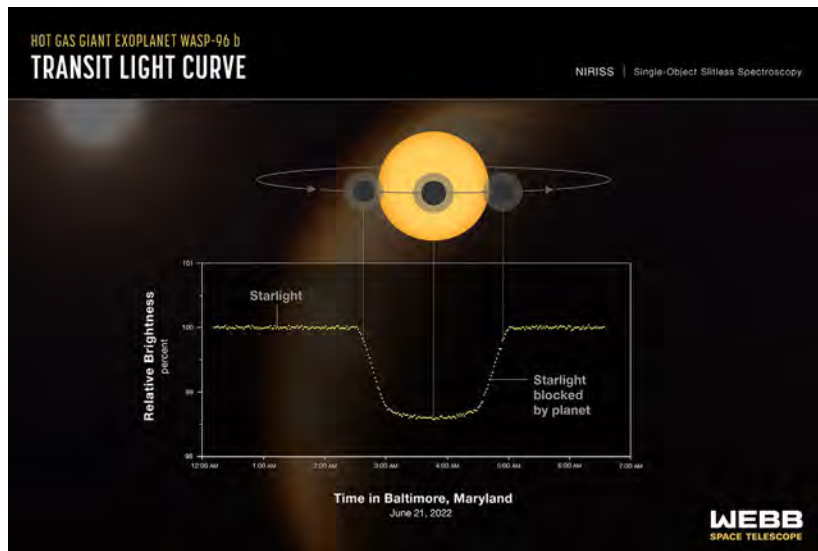 HOT GAS GIANT EXOPLANET WASP-96 b
TRANSIT LIGHT CURVE
NIRISS | Single-Object Slitless Spectroscopy
101
100
99
98
Relative Brightness
percent
Starlight
Starlight
blocked
by planet
12:00 AM 1:00 AM 2:00 AM 3:00 AM 4:00 AM 5:00 AM 6:00 AM 7:00 AM
Time in Baltimore, Maryland
June 21, 2022
WEBB
SPACE TELESCOPE